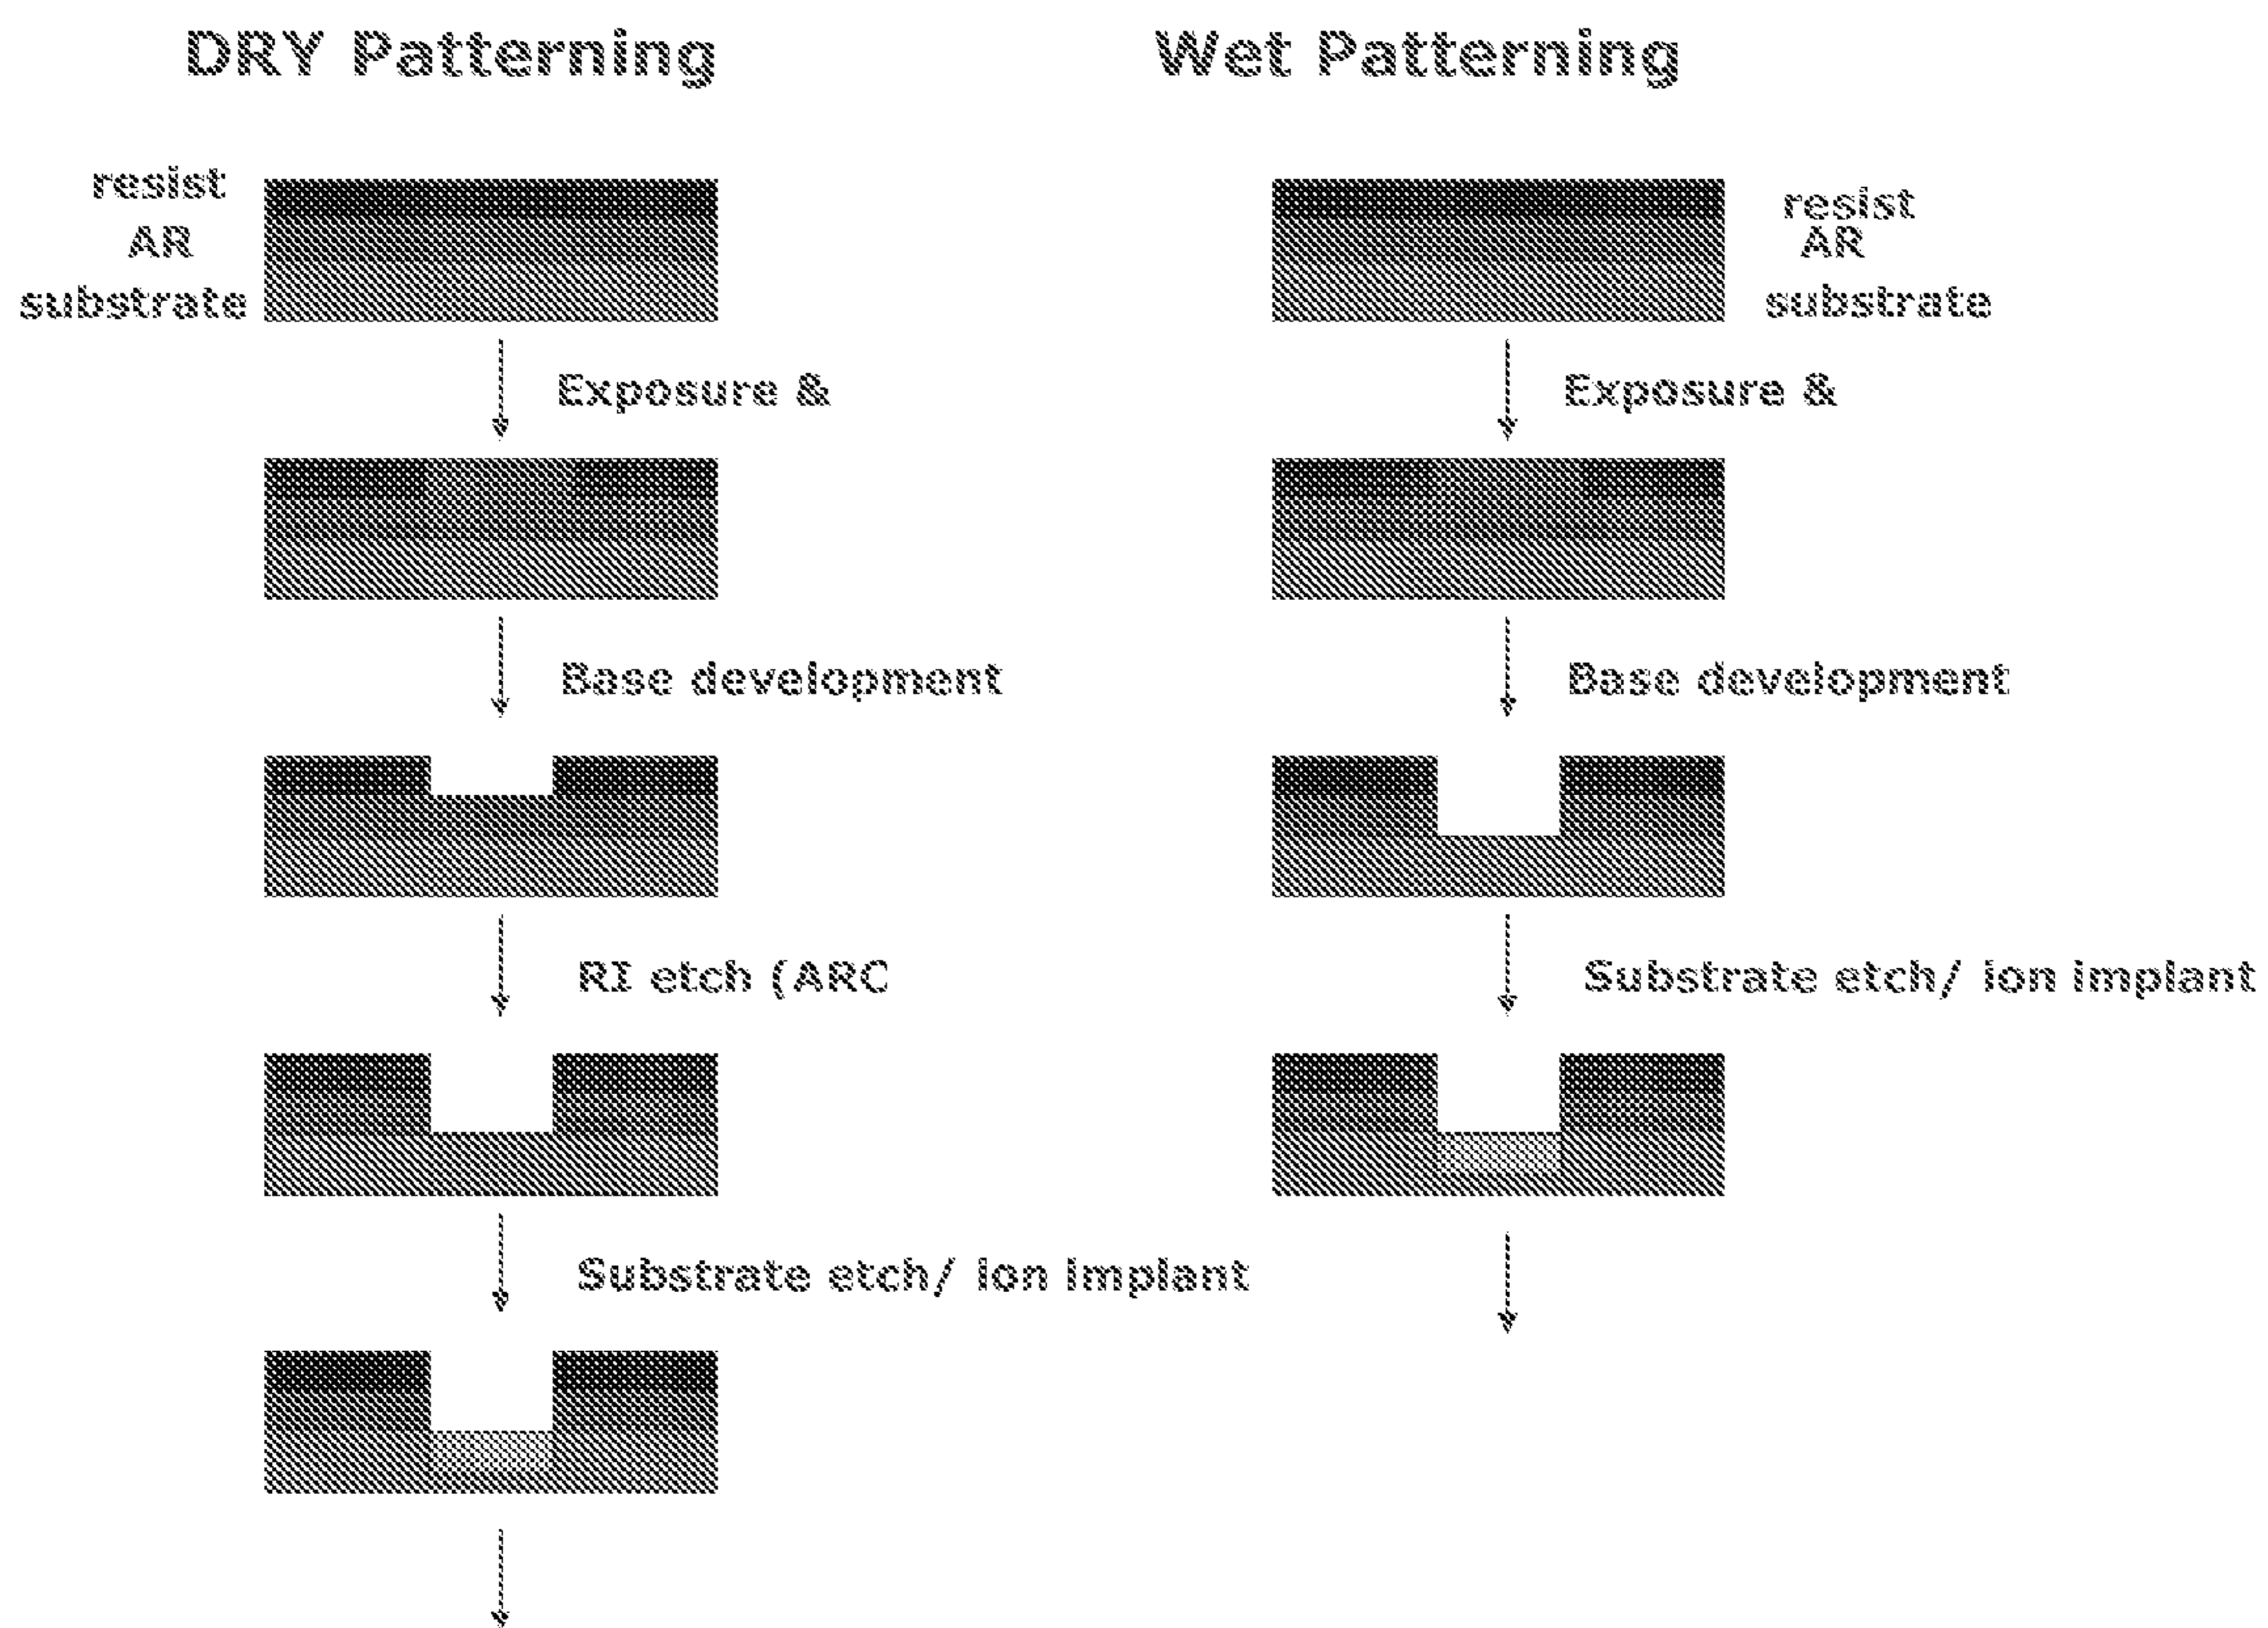 DRY Patterning
Wet Patterning
resist
AR
substrate
resist
AR
substrate
Exposure &
Exposure &
Base development
Base development
RI etch (ARC
Substrate etch/ ion implant
Substrate etch/ ion implant